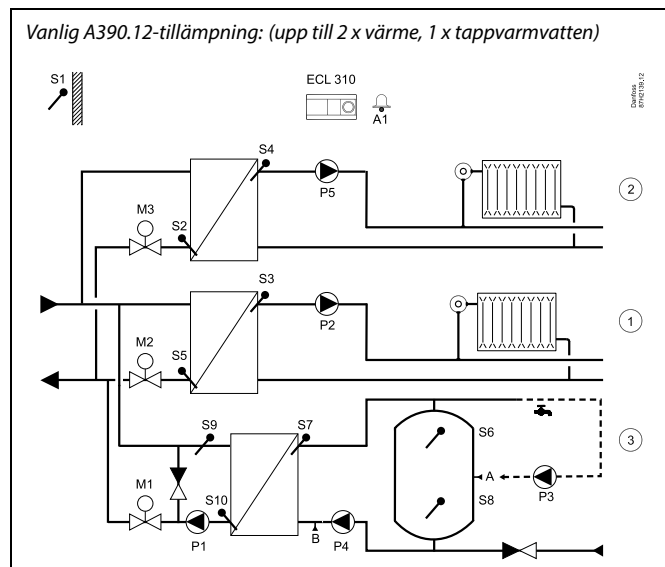 Vanlig A390.12-tillämpning: (upp till 2 x värme, 1 x tappvarmvatten)
S1
ECL 310
A1
Danfoss
87H2139.12
S4
P5
M3
S2
2
S3
P2
M2
S5
1
S9
S7
S6
3
A
P3
M1
S10
P1
B
P4
S8